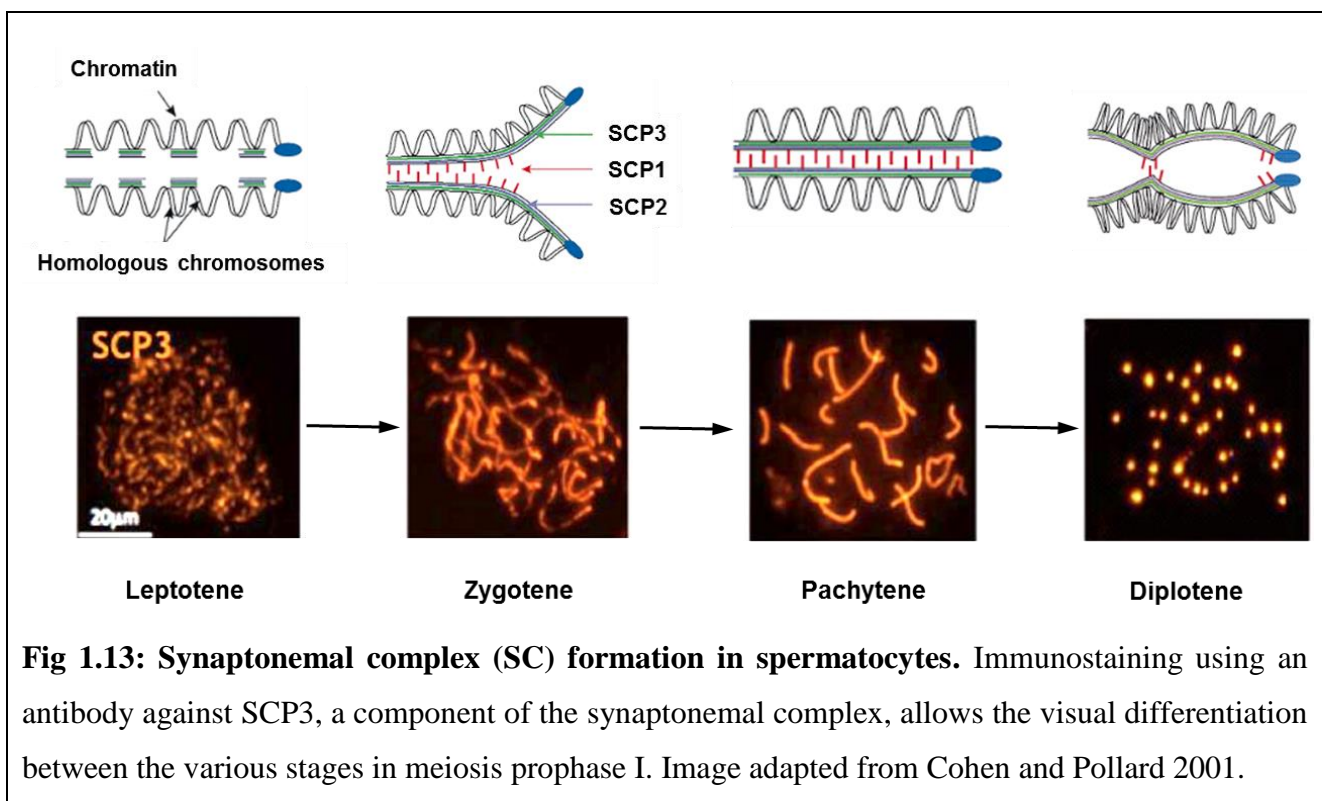 Chromatin
SCP3
SCP1
SCP2
Homologous chromosomes
SCP3
20μm
Leptotene
Zygotene
Pachytene
Diplotene
Fig 1.13: Synaptonemal complex (SC) formation in spermatocytes. Immunostaining using an
antibody against SCP3, a component of the synaptonemal complex, allows the visual differentiation
between the various stages in meiosis prophase I. Image adapted from Cohen and Pollard 2001.